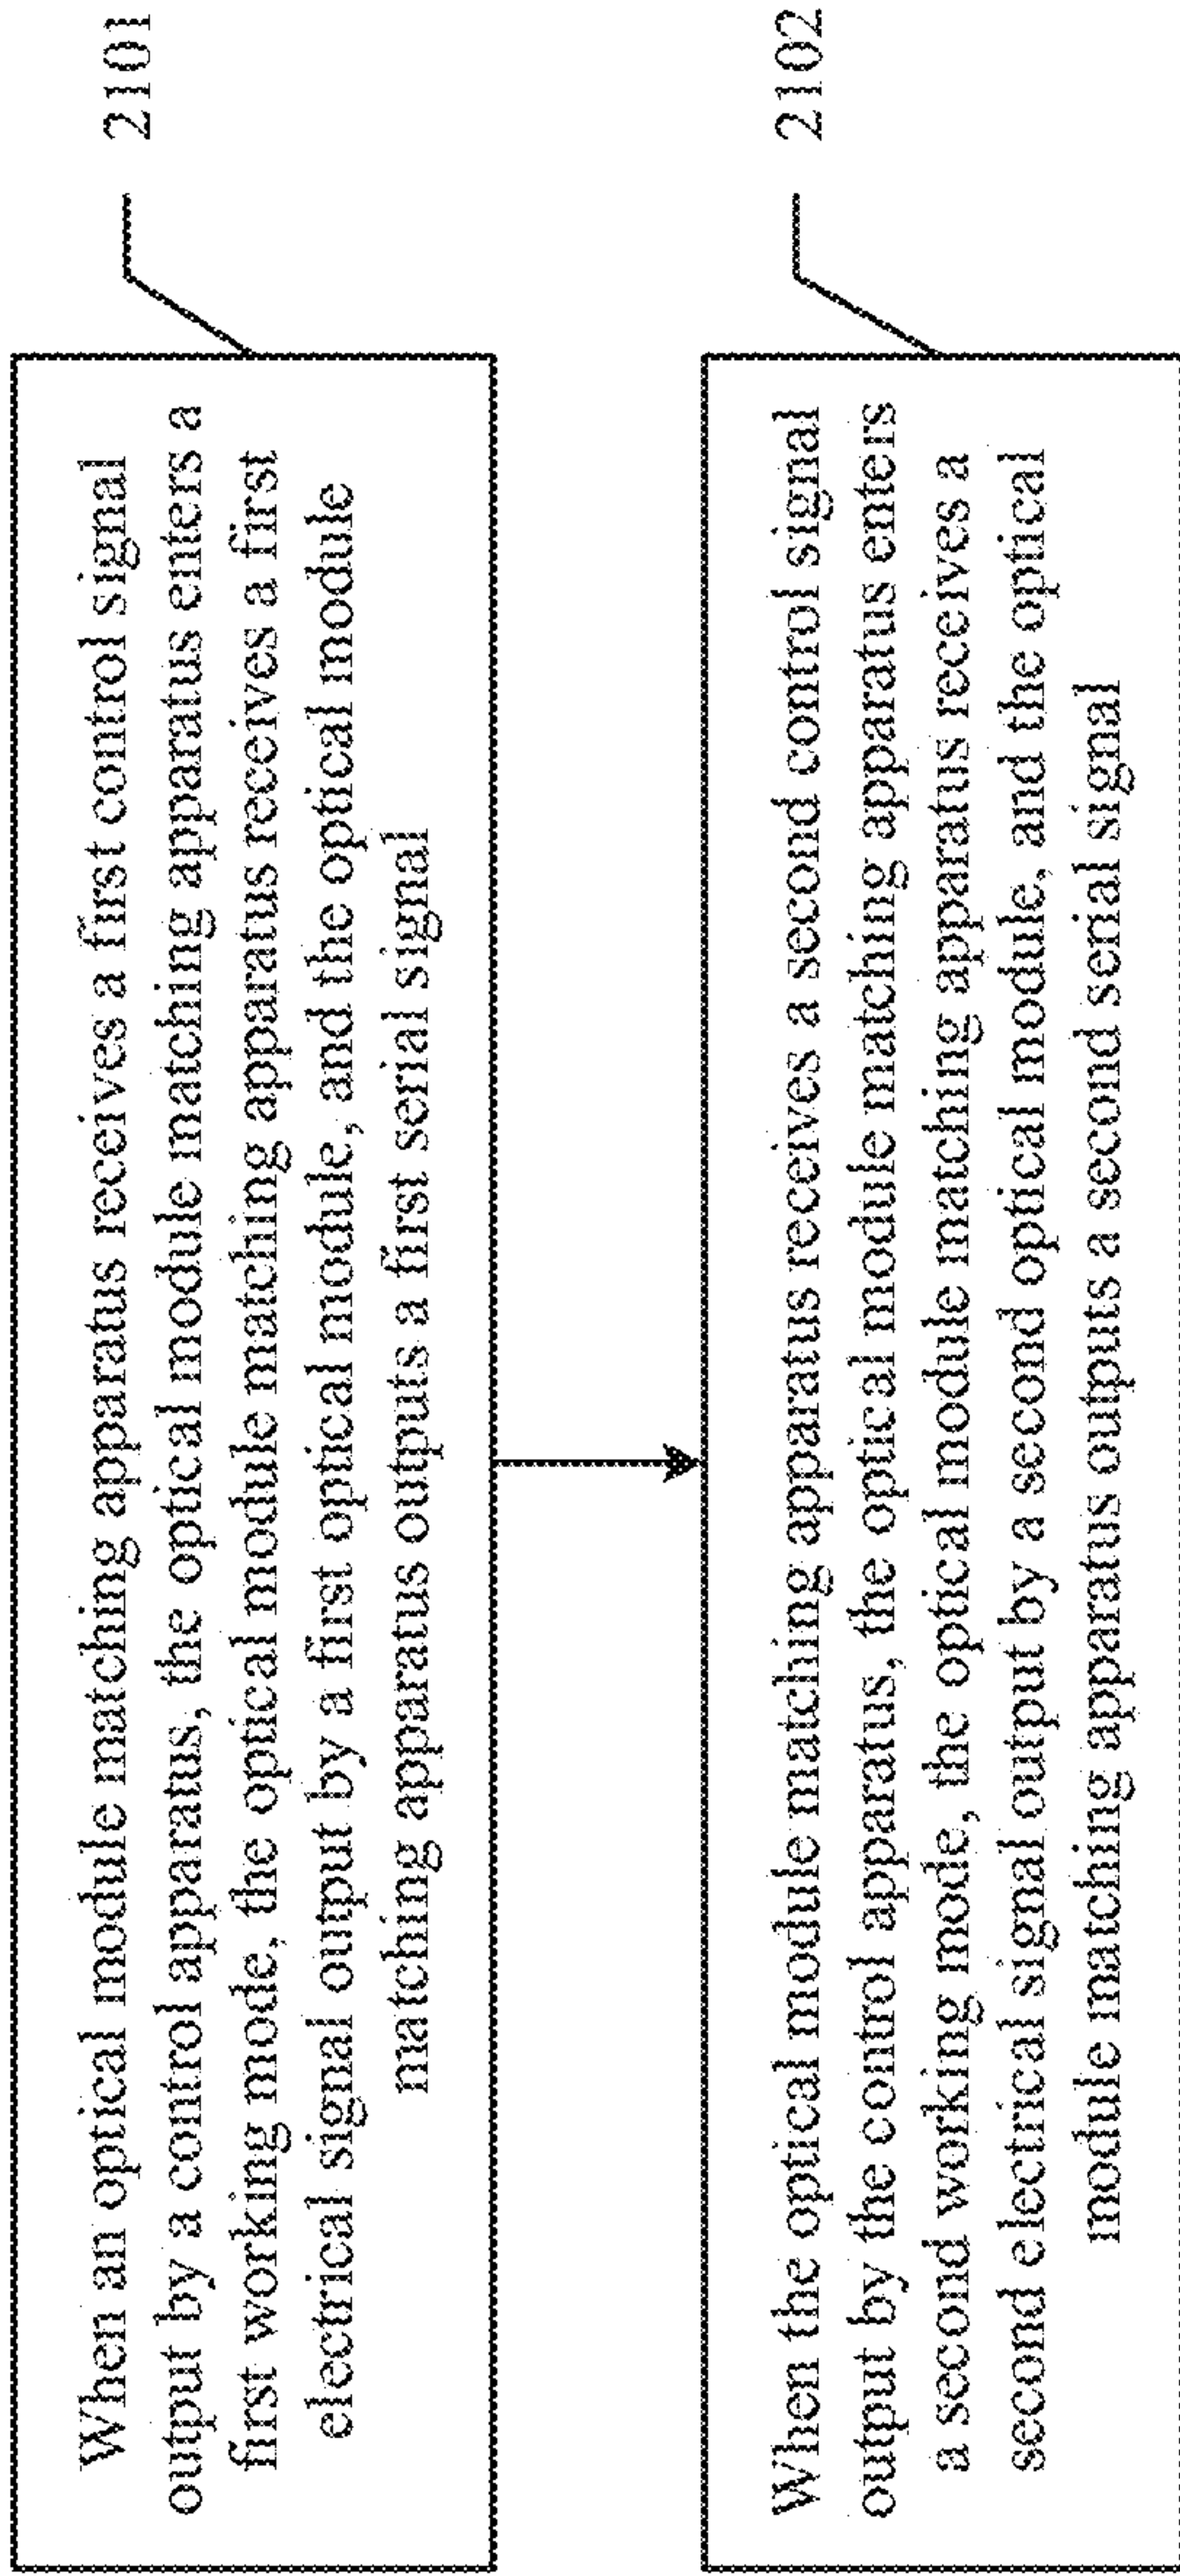 When an optical module matching apparatus receives a first control signal
output by a control apparatus, the optical module matching apparatus enters a
first working mode, the optical module matching apparatus receives a first
electrical signal output by a first optical module, and the optical module
matching apparatus outputs a first serial signal
2101
When the optical module matching apparatus receives a second control signal
output by the control apparatus, the optical module matching apparatus enters
a second working mode, the optical module matching apparatus receives a
second electrical signal output by a second optical module, and the optical
module matching apparatus outputs a second serial signal
2102